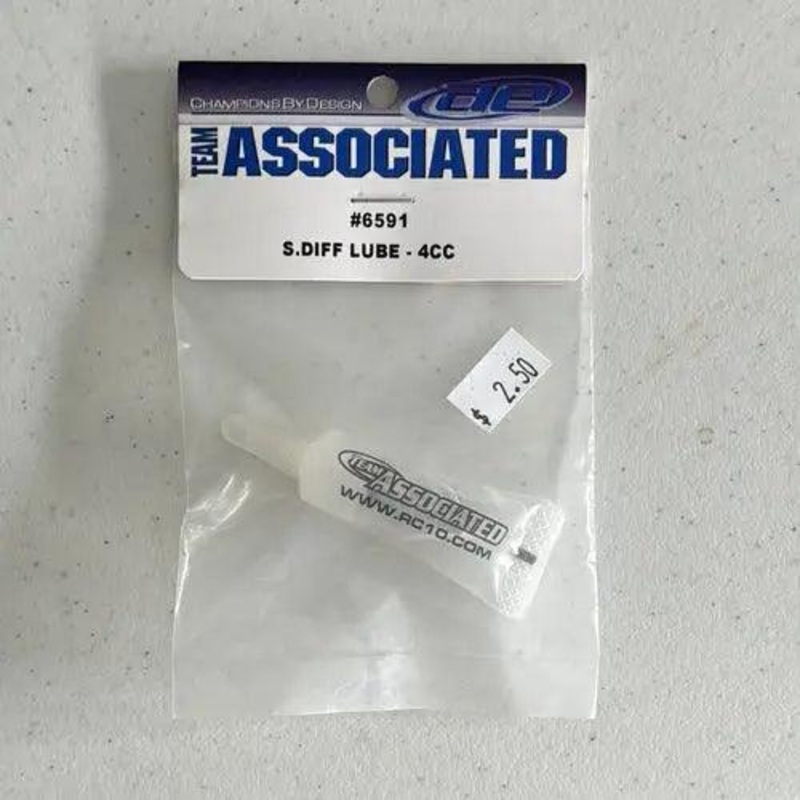 CHAMPIONS BY DESIGN
ae
TEAM ASSOCIATED
#6591
S.DIFF LUBE - 4CC
$ 2.50
TEAM ASSOCIATED
WWW.RC10.COM